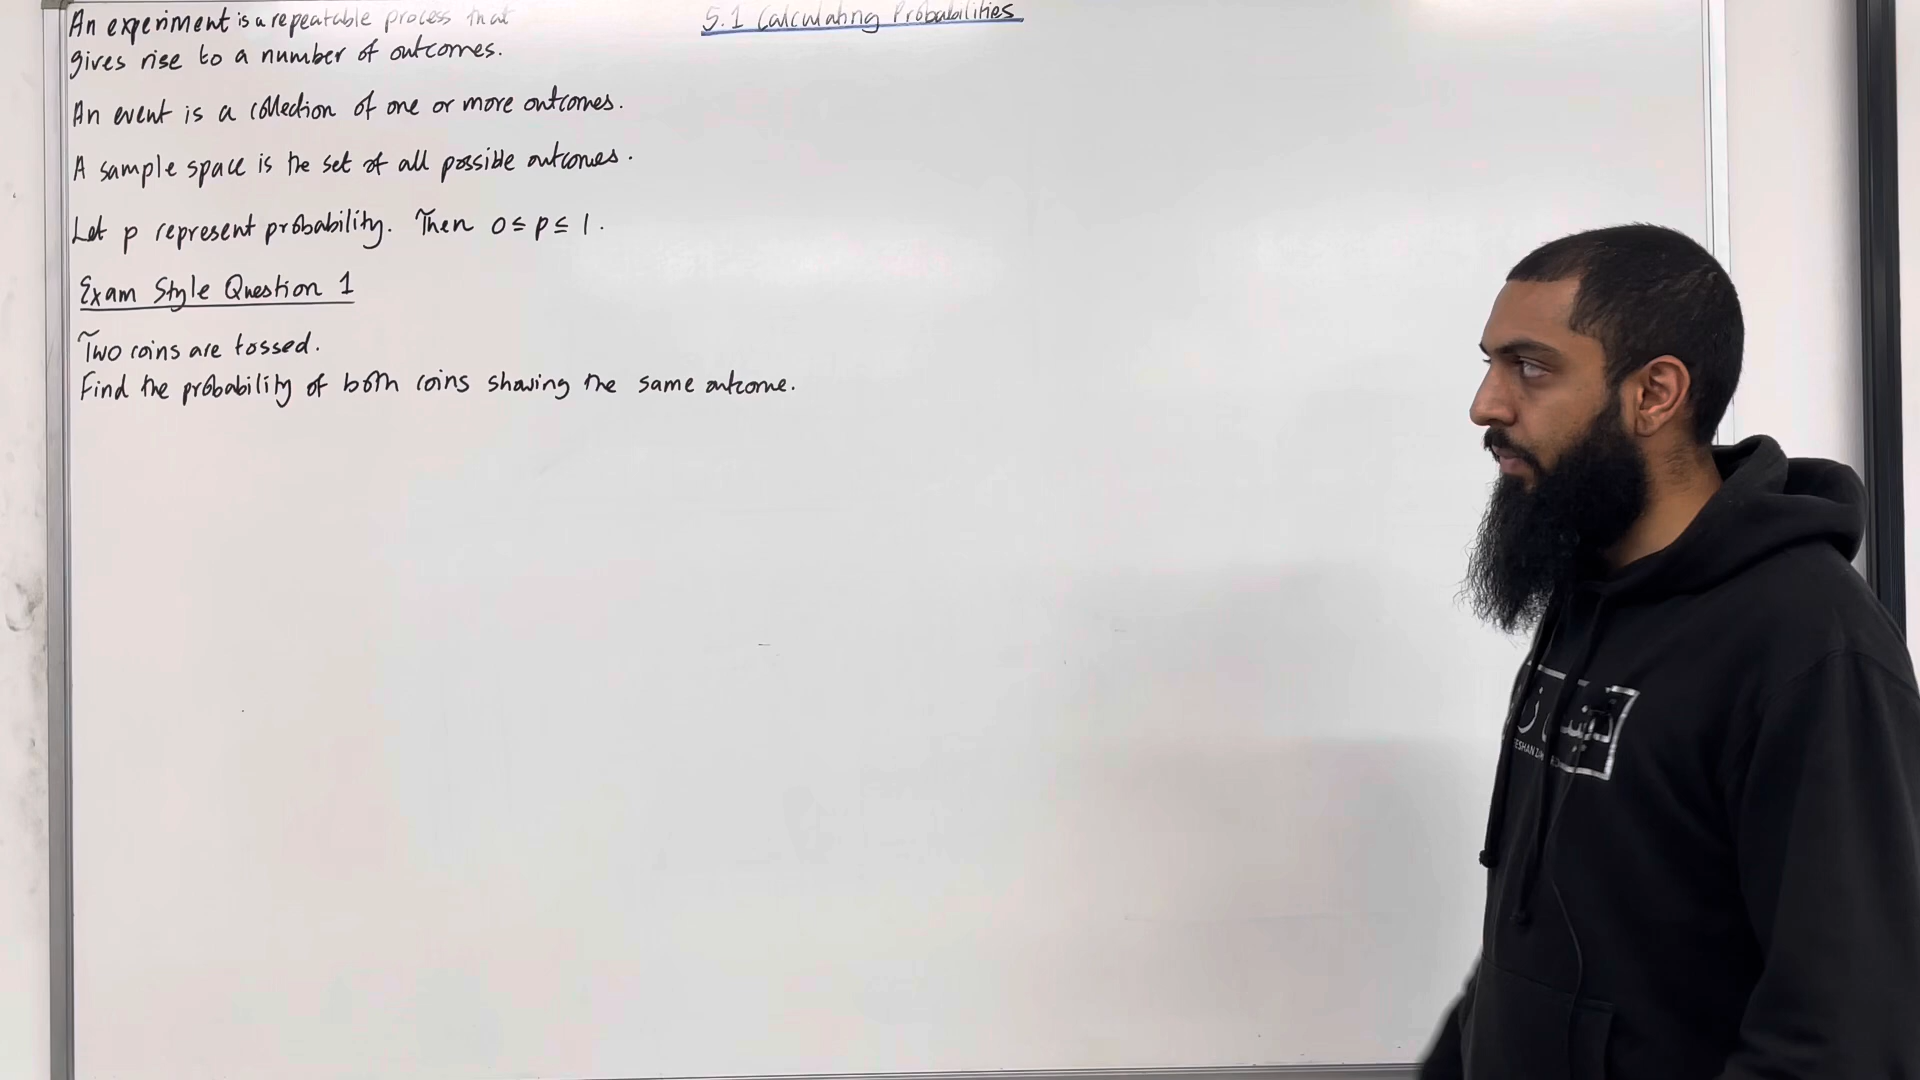 5.1 Calculating Probabilities
An experiment is a repeatable process that
gives rise to a number of outcomes.
An event is a collection of one or more outcomes.
A sample space is the set of all possible outcomes.
Let p represent probability. Then 0 ≤ p ≤ 1.
Exam Style Question 1
Two coins are tossed.
Find the probability of both coins showing the same outcome.